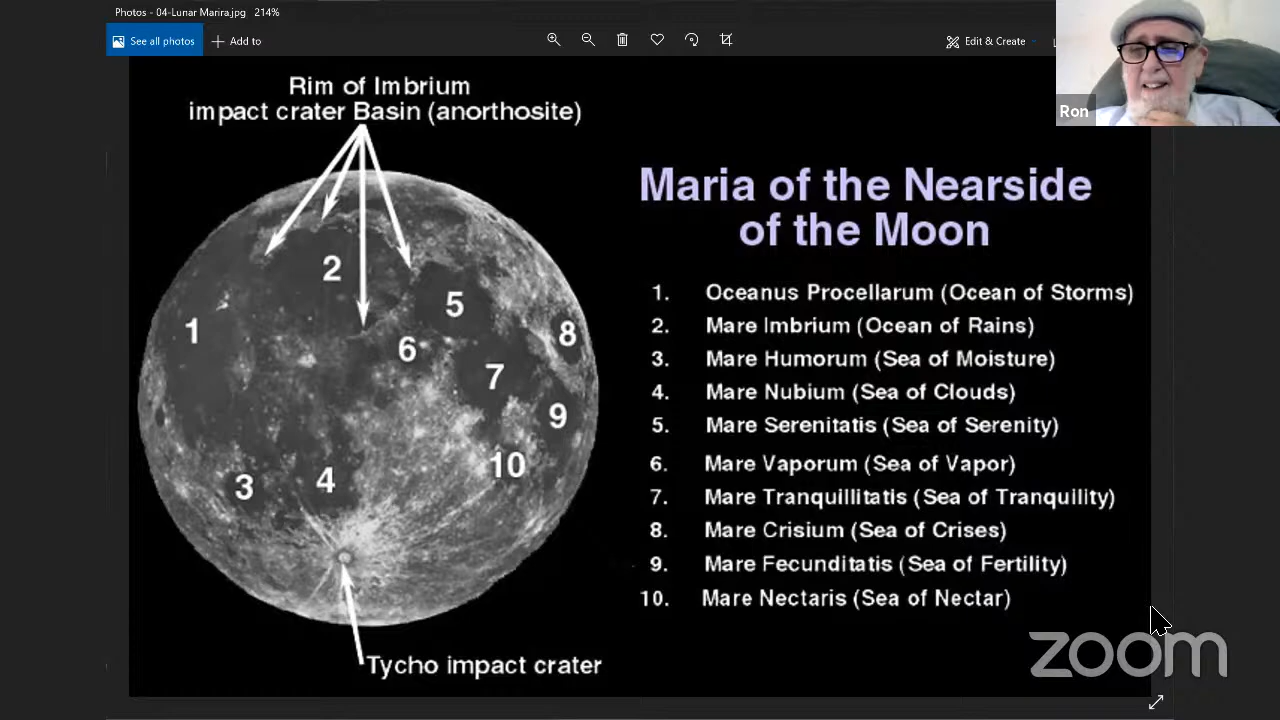 Photos - 04-Lunar Marira.jpg 214%
See all photos
Add to
Edit & Create
Ron
Rim of Imbrium
impact crater Basin (anorthosite)
Maria of the Nearside
of the Moon
1. Oceanus Procellarum (Ocean of Storms)
2. Mare Imbrium (Ocean of Rains)
3. Mare Humorum (Sea of Moisture)
4. Mare Nubium (Sea of Clouds)
5. Mare Serenitatis (Sea of Serenity)
6. Mare Vaporum (Sea of Vapor)
7. Mare Tranquillitatis (Sea of Tranquility)
8. Mare Crisium (Sea of Crises)
9. Mare Fecunditatis (Sea of Fertility)
10. Mare Nectaris (Sea of Nectar)
2
5
1
8
6
7
9
10
4
3
Tycho impact crater
zoom